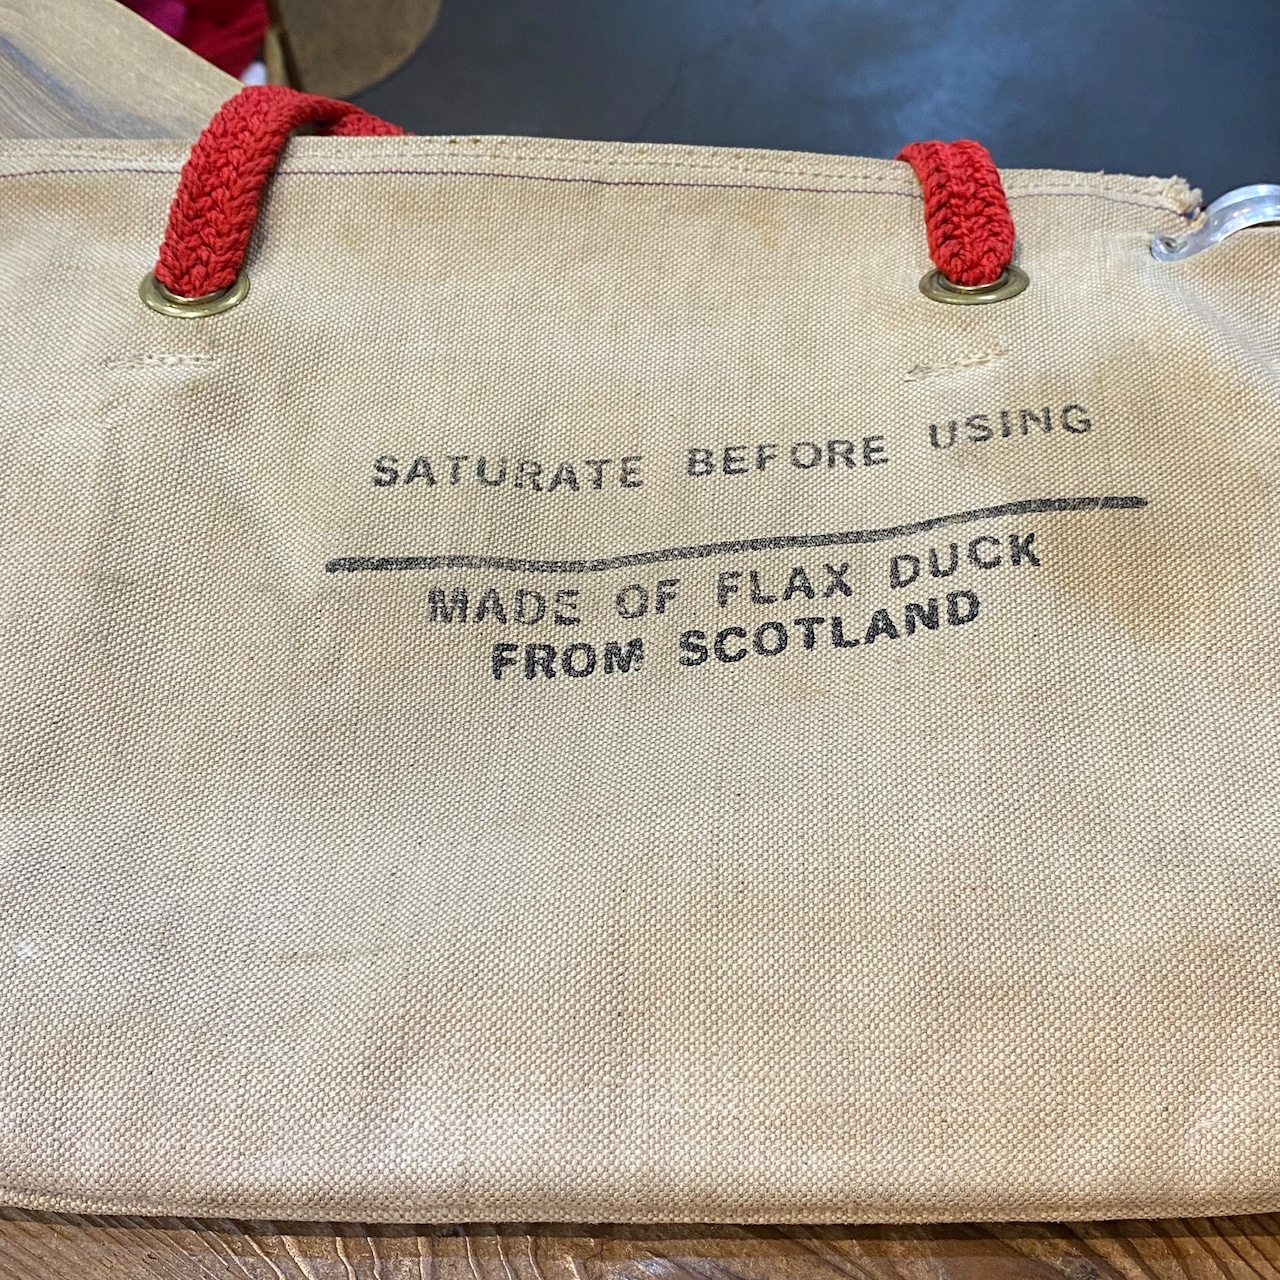 SATURATE BEFORE USING
MADE OF FLAX DUCK
FROM SCOTLAND